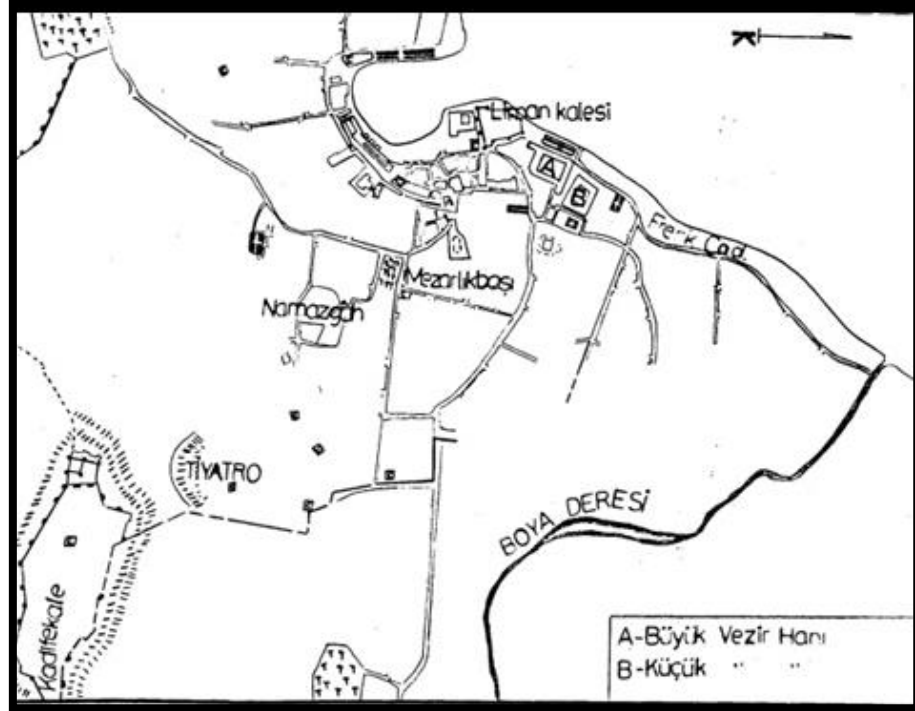 K
Liman kalesi
A
B
Frenk Cad.
Mezarlıkbaşı
Namazgâh
TİYATRO
BOYA DERESİ
Kadifekale
A-Büyük Vezir Hanı
B-Küçük " "